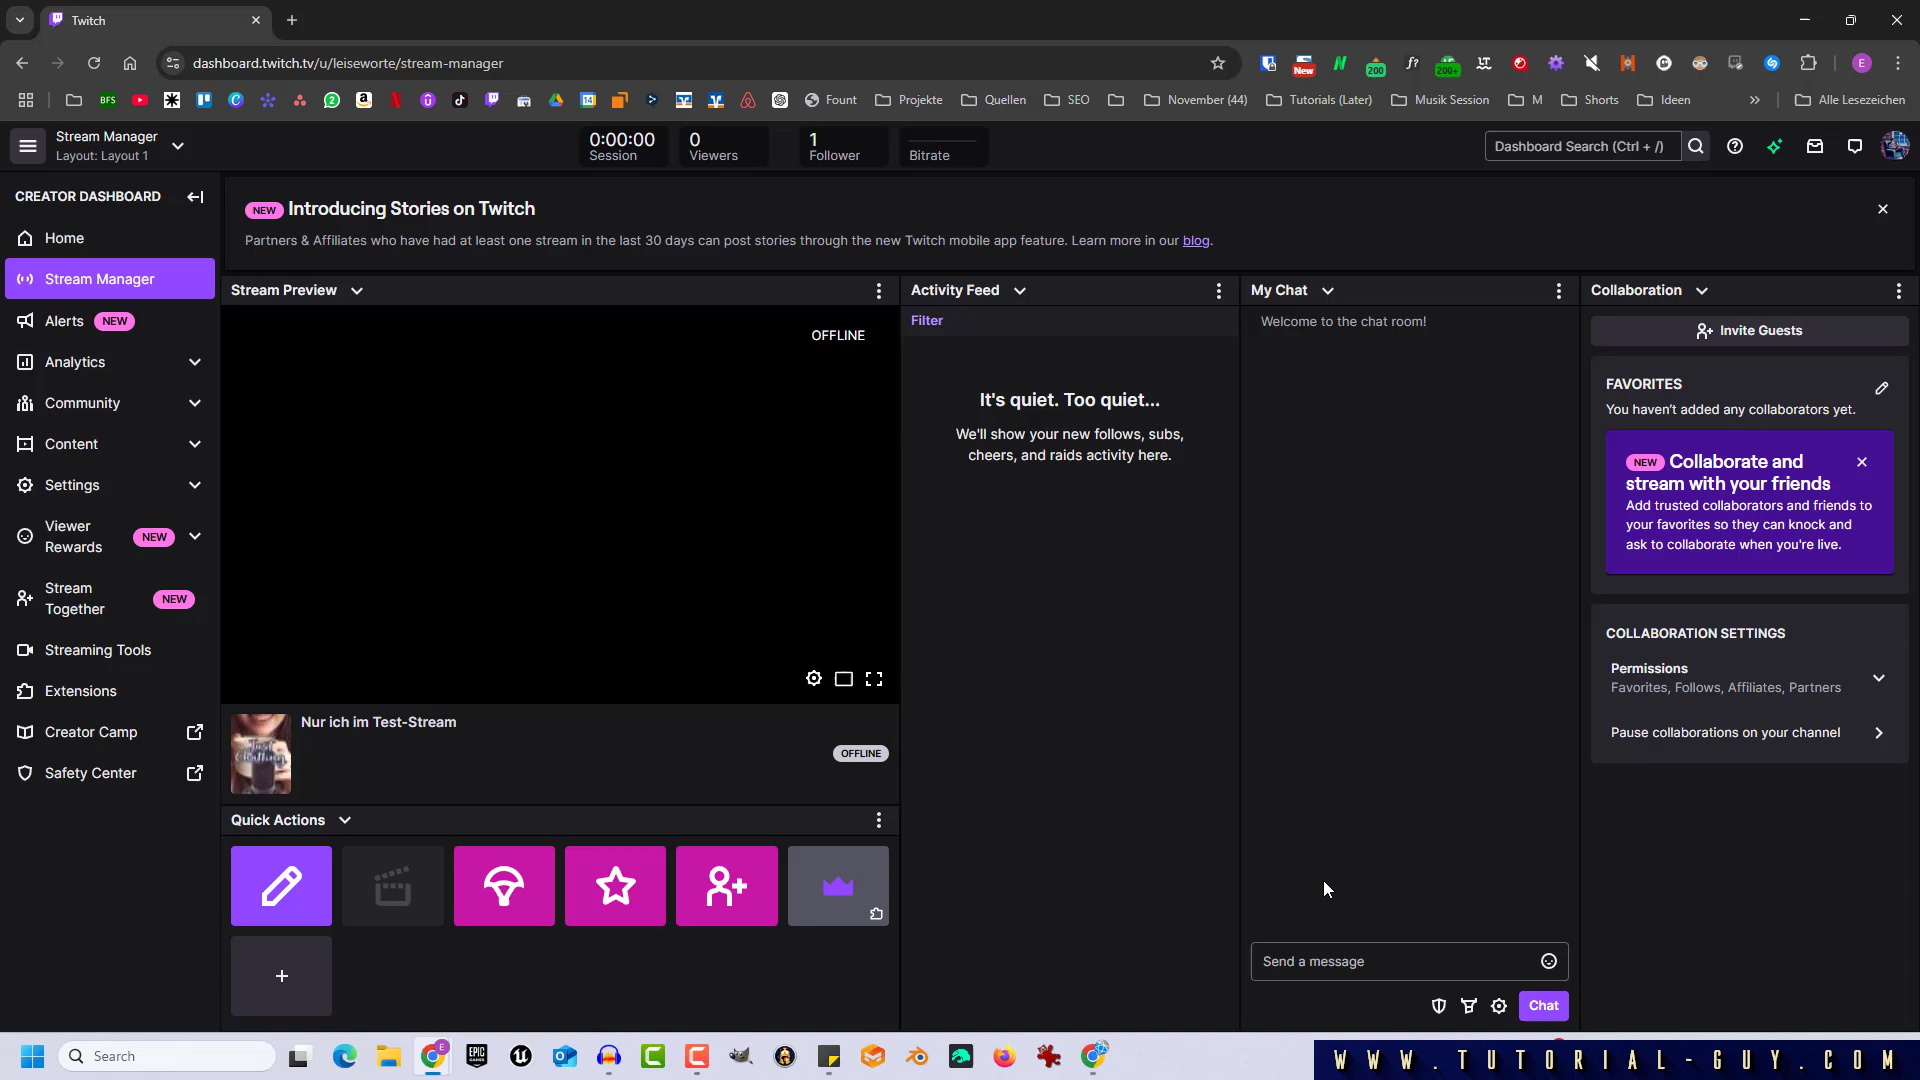 Twitch
dashboard.twitch.tv/u/leiseworte/stream-manager
New
200
f?
200+
E
BFS
2
14
Fount
Projekte
Quellen
SEO
November (44)
Tutorials (Later)
Musik Session
M
Shorts
Ideen
Alle Lesezeichen
Stream Manager
Layout: Layout 1
0:00:00
Session
0
Viewers
1
Follower
Bitrate
Dashboard Search (Ctrl + /)
CREATOR DASHBOARD
Home
Stream Manager
Alerts NEW
Analytics
Community
Content
Settings
Viewer
Rewards
NEW
Stream
Together
NEW
Streaming Tools
Extensions
Creator Camp
Safety Center
NEW Introducing Stories on Twitch
Partners & Affiliates who have had at least one stream in the last 30 days can post stories through the new Twitch mobile app feature. Learn more in our blog.
Stream Preview
OFFLINE
Nur ich im Test-Stream
OFFLINE
Quick Actions
Activity Feed
Filter
It's quiet. Too quiet...
We'll show your new follows, subs,
cheers, and raids activity here.
My Chat
Welcome to the chat room!
Send a message
Chat
Collaboration
Invite Guests
FAVORITES
You haven't added any collaborators yet.
NEW Collaborate and
stream with your friends
Add trusted collaborators and friends to
your favorites so they can knock and
ask to collaborate when you're live.
COLLABORATION SETTINGS
Permissions
Favorites, Follows, Affiliates, Partners
Pause collaborations on your channel
Search
E
EPIC
GAMES
WWW.TUTORIAL-GUY.COM